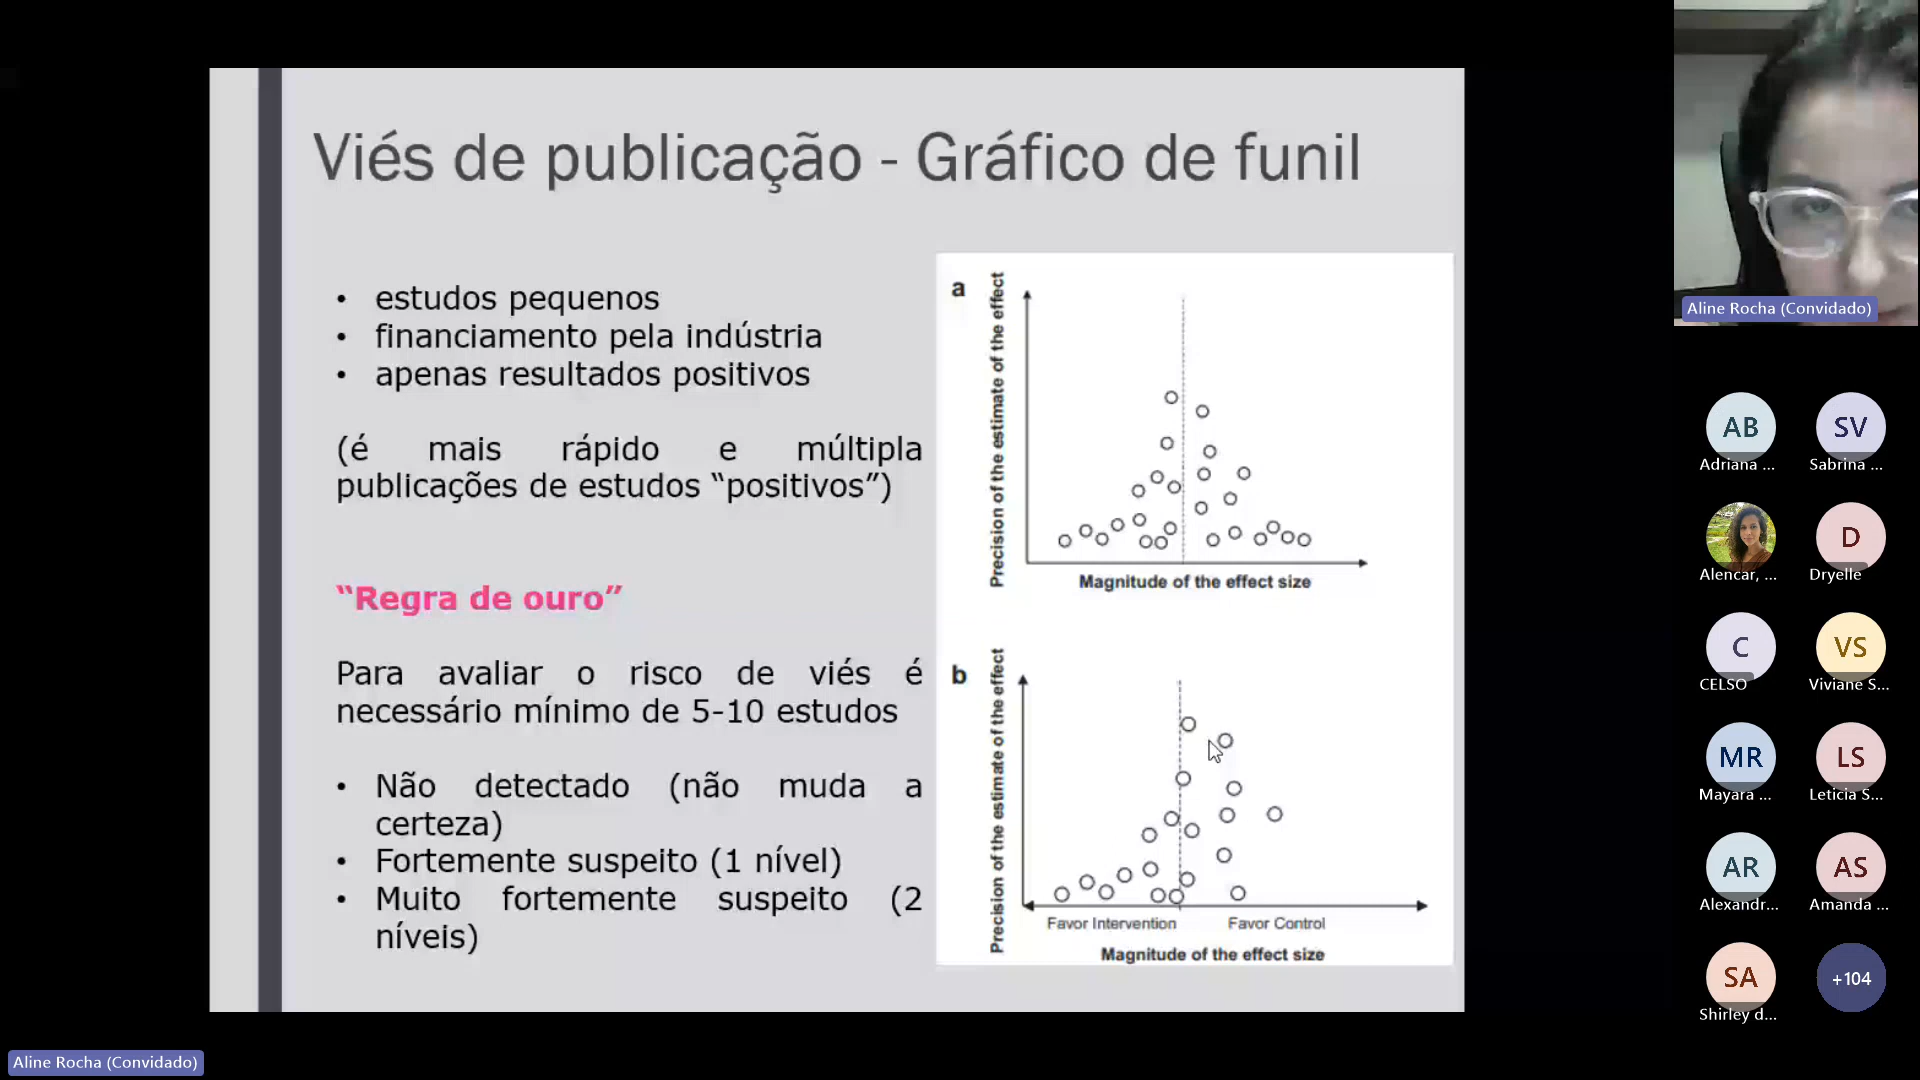 Viés de publicação - Gráfico de funil
• estudos pequenos
• financiamento pela indústria
• apenas resultados positivos
(é mais rápido e múltipla
publicações de estudos “positivos”)
“Regra de ouro”
Para avaliar o risco de viés é
necessário mínimo de 5-10 estudos
• Não detectado (não muda a
certeza)
• Fortemente suspeito (1 nível)
• Muito fortemente suspeito (2
níveis)
a
Precision of the estimate of the effect
Magnitude of the effect size
b
Precision of the estimate of the effect
Favor Intervention
Favor Control
Magnitude of the effect size
Aline Rocha (Convidado)
AB
Adriana ...
SV
Sabrina ...
Alencar, ...
D
Dryelle
C
CELSO
VS
Viviane S...
MR
Mayara ...
LS
Leticia S...
AR
Alexandr...
AS
Amanda ...
SA
Shirley d...
+104
Aline Rocha (Convidado)